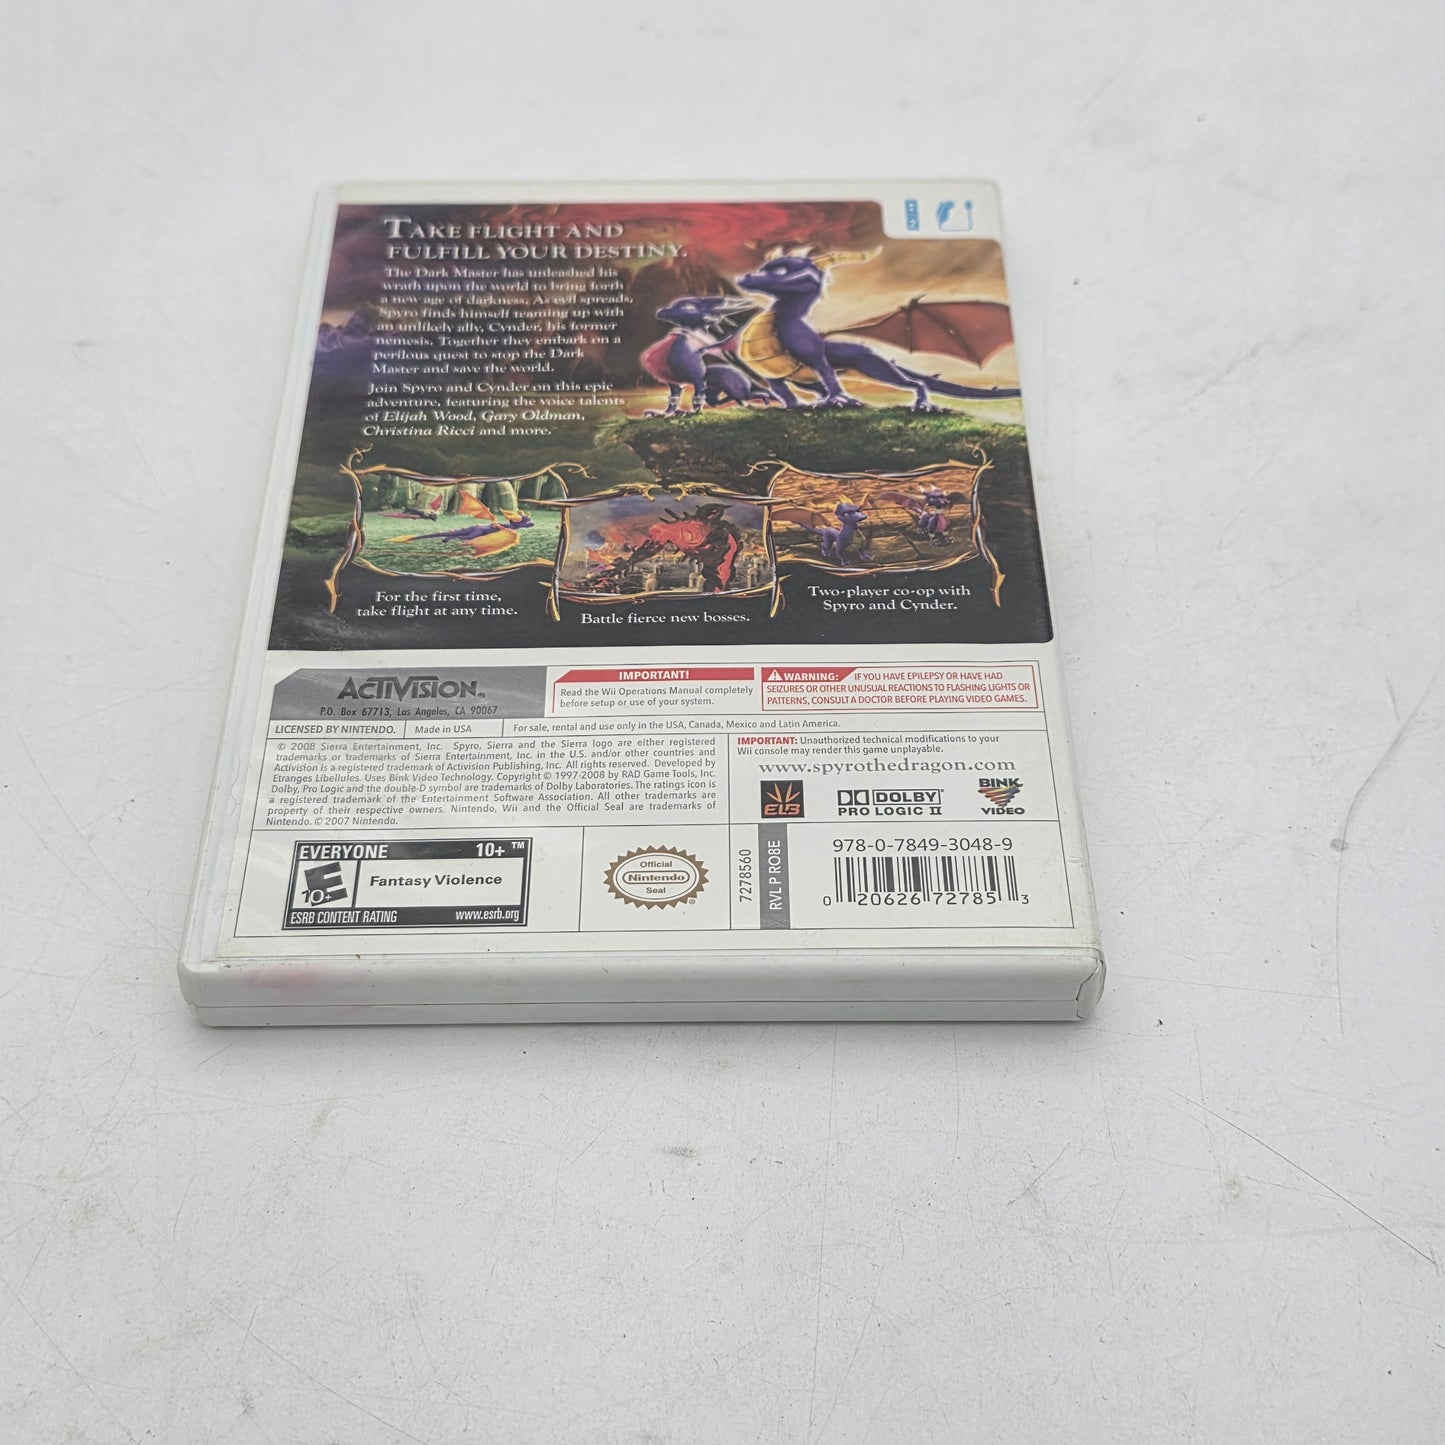 TAKE FLIGHT AND
FULFILL YOUR DESTINY.
The Dark Master has unleashed his
wrath upon the world to bring forth
a new age of darkness. As evil spreads,
Spyro finds himself teaming up with
an unlikely ally, Cynder, his former
nemesis. Together they embark on a
perilous quest to stop the Dark
Master and save the world.
Join Spyro and Cynder on this epic
adventure, featuring the voice talents
of Elijah Wood, Gary Oldman,
Christina Ricci and more.
For the first time,
take flight at any time.
Battle fierce new bosses.
Two-player co-op with
Spyro and Cynder.
ACTIVISION®
P.O. Box 67713, Los Angeles, CA 90067
IMPORTANT!
Read the Wii Operations Manual completely
before setup or use of your system.
WARNING: IF YOU HAVE EPILEPSY OR HAVE HAD
SEIZURES OR OTHER UNUSUAL REACTIONS TO FLASHING LIGHTS OR
PATTERNS, CONSULT A DOCTOR BEFORE PLAYING VIDEO GAMES.
LICENSED BY NINTENDO.
Made in USA
For sale, rental and use only in the USA, Canada, Mexico and Latin America.
© 2008 Sierra Entertainment, Inc. Spyro, Sierra and the Sierra logo are either registered
trademarks or trademarks of Sierra Entertainment, Inc. in the U.S. and/or other countries and
Activision is a registered trademark of Activision Publishing, Inc. All rights reserved. Developed by
Etranges Libellules. Uses Bink Video Technology. Copyright © 1997-2008 by RAD Game Tools, Inc.
Dolby, Pro Logic and the double-D symbol are trademarks of Dolby Laboratories. The ratings icon is
a registered trademark of the Entertainment Software Association. All other trademarks are
property of their respective owners. Nintendo, Wii and the Official Seal are trademarks of
Nintendo. © 2007 Nintendo.
IMPORTANT: Unauthorized technical modifications to your
Wii console may render this game unplayable.
www.spyrothedragon.com
DOLBY
PRO LOGIC II
BINK
VIDEO
EVERYONE 10+ ™
E
10+
Fantasy Violence
ESRB CONTENT RATING www.esrb.org
Official
Nintendo
Seal
7278560
RVL P RO8E
978-0-7849-3048-9
0 20626 72785 3